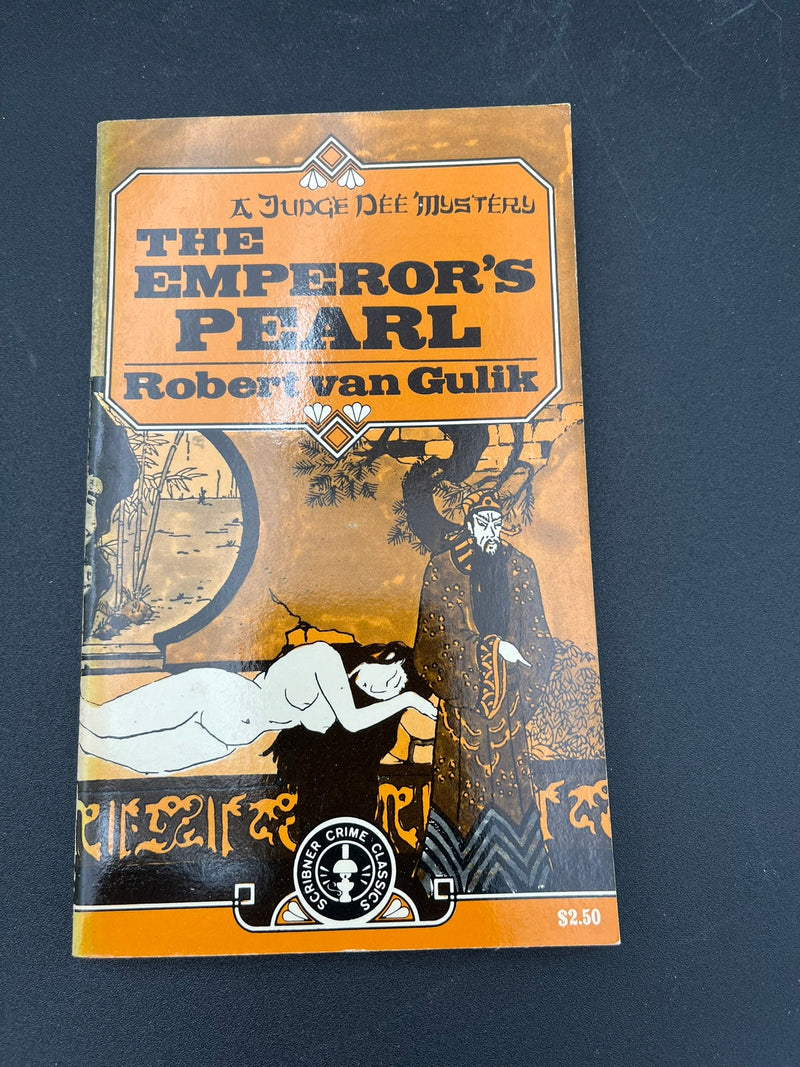 A JUDGE DEE MYSTERY
THE
EMPEROR'S
PEARL
Robert van Gulik
SCRIBNER CRIME CLASSICS
$2.50